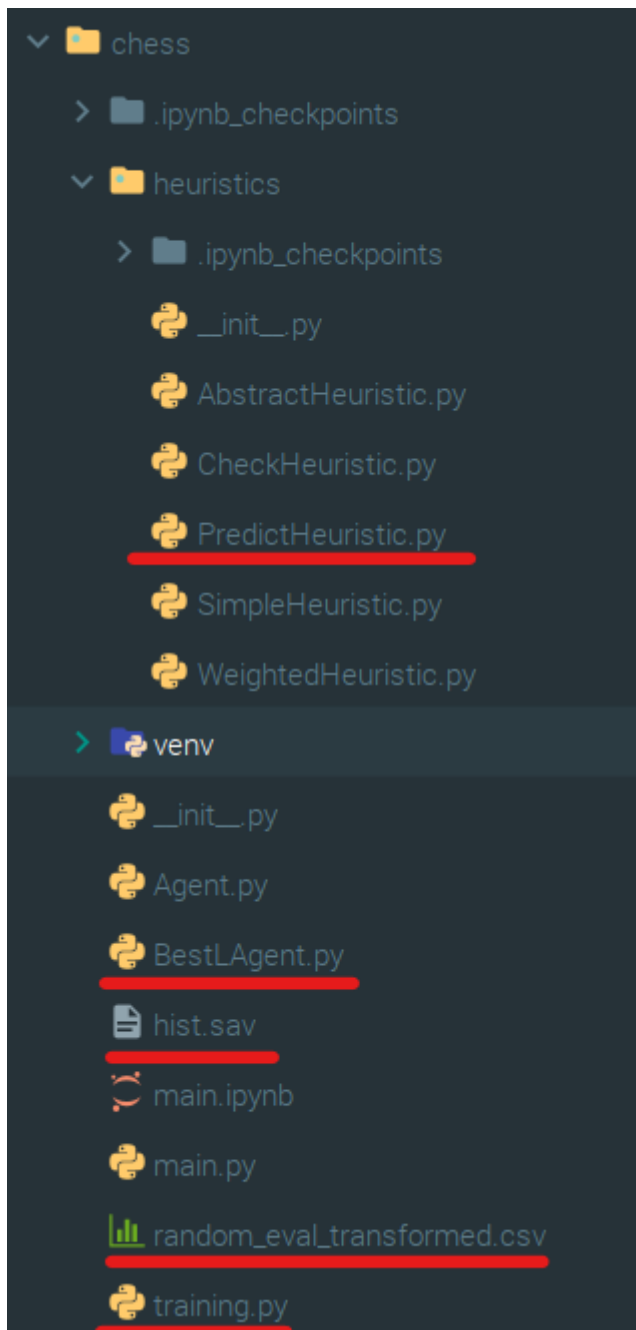 chess
.ipynb_checkpoints
heuristics
.ipynb_checkpoints
__init__.py
AbstractHeuristic.py
CheckHeuristic.py
PredictHeuristic.py
SimpleHeuristic.py
WeightedHeuristic.py
venv
__init__.py
Agent.py
BestLAgent.py
hist.sav
main.ipynb
main.py
random_eval_transformed.csv
training.py